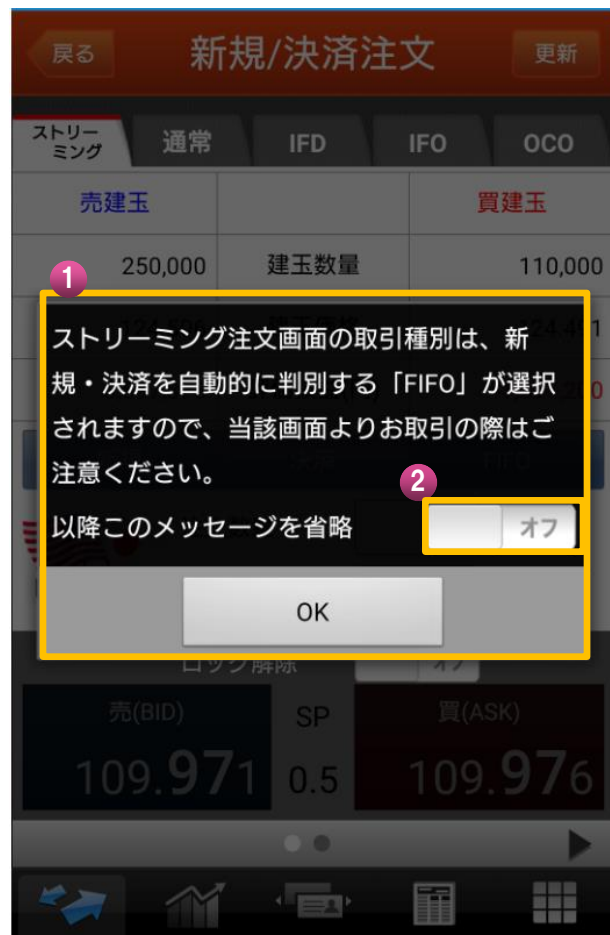 戻る 新規/決済注文 更新
ストリーミング 通常 IFD IFO OCO
売建玉 買建玉
250,000 建玉数量 110,000
1
ストリーミング注文画面の取引種別は、新
規・決済を自動的に判別する「FIFO」が選択
されますので、当該画面よりお取引の際はご
注意ください。
2
以降このメッセージを省略 オフ
OK
ロック解除 オフ
売(BID) SP 買(ASK)
109.971 0.5 109.976